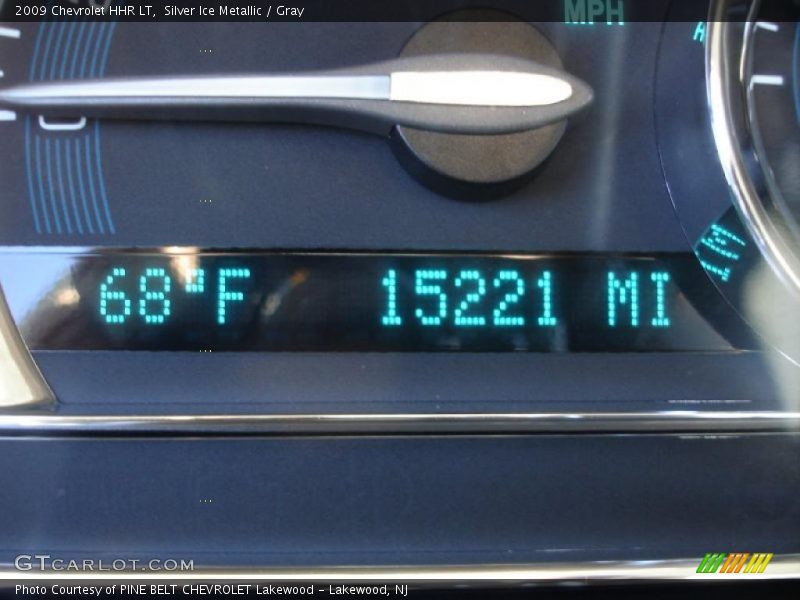 2009 Chevrolet HHR LT,  Silver Ice Metallic / Gray
MPH
68°F 15221 MI
GTCARLOT.COM
Photo Courtesy of PINE BELT CHEVROLET Lakewood - Lakewood, NJ